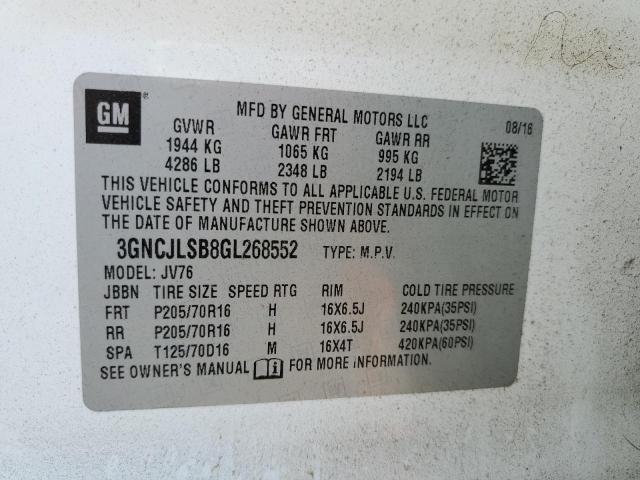 GM ®
MFD BY GENERAL MOTORS LLC
08/16
GVWR GAWR FRT GAWR RR
1944 KG 1065 KG 995 KG
4286 LB 2348 LB 2194 LB
THIS VEHICLE CONFORMS TO ALL APPLICABLE U.S. FEDERAL MOTOR
VEHICLE SAFETY AND THEFT PREVENTION STANDARDS IN EFFECT ON
THE DATE OF MANUFACTURE SHOWN ABOVE.
3GNCJLSB8GL268552 TYPE: M.P.V.
MODEL: JV76
JBBN TIRE SIZE SPEED RTG RIM COLD TIRE PRESSURE
FRT P205/70R16 H 16X6.5J 240KPA(35PSI)
RR P205/70R16 H 16X6.5J 240KPA(35PSI)
SPA T125/70D16 M 16X4T 420KPA(60PSI)
SEE OWNER'S MANUAL FOR MORE INFORMATION.